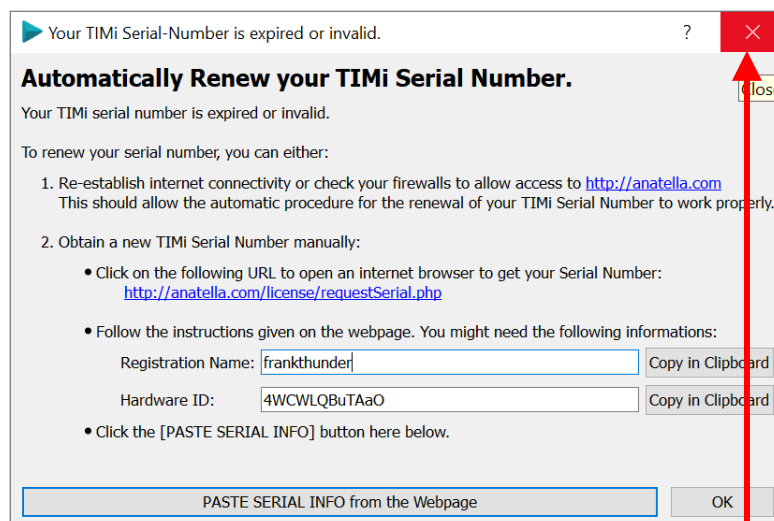 Your TIMi Serial-Number is expired or invalid. ?
Automatically Renew your TIMi Serial Number.
Your TIMi serial number is expired or invalid.
To renew your serial number, you can either:
1. Re-establish internet connectivity or check your firewalls to allow access to http://anatella.com
This should allow the automatic procedure for the renewal of your TIMi Serial Number to work properly.
2. Obtain a new TIMi Serial Number manually:
• Click on the following URL to open an internet browser to get your Serial Number:
http://anatella.com/license/requestSerial.php
• Follow the instructions given on the webpage. You might need the following informations:
Registration Name: frankthunder Copy in Clipboard
Hardware ID: 4WCWLQBuTAaO Copy in Clipboard
• Click the [PASTE SERIAL INFO] button here below.
PASTE SERIAL INFO from the Webpage OK